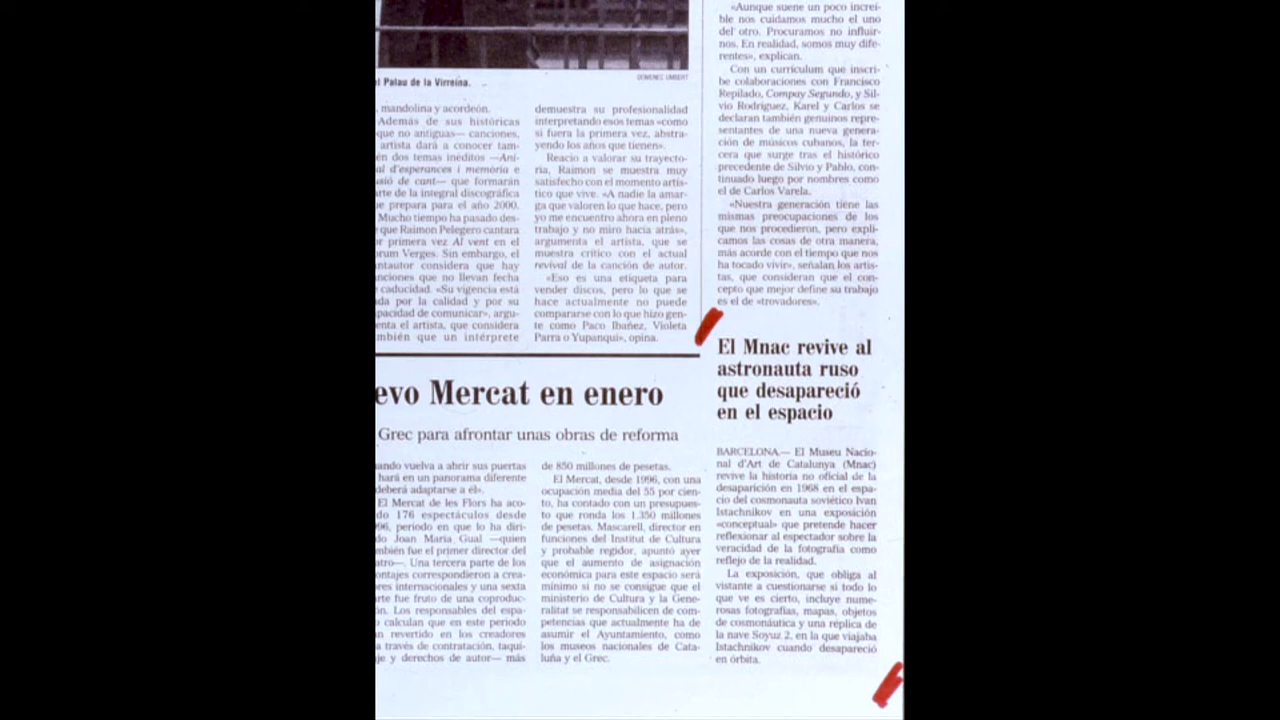 l Palau de la Virreina.
DOMENEC UMBERT
, mandolina y acordeón.
Además de sus históricas
que no antiguas— canciones,
artista dará a conocer tam-
én dos temas inéditos —Ani-
al d'esperances i memòria e
usió de cant— que formarán
rte de la integral discográfica
e prepara para el año 2000.
Mucho tiempo ha pasado des-
que Raimon Pelegero cantara
r primera vez Al vent en el
rum Verges. Sin embargo, el
ntautor considera que hay
nciones que no llevan fecha
caducidad. «Su vigencia está
da por la calidad y por su
pacidad de comunicar», argu-
enta el artista, que considera
mbién que un intérprete
demuestra su profesionalidad
interpretando esos temas «como
si fuera la primera vez, abstra-
yendo los años que tienen».
Reacio a valorar su trayecto-
ria, Raimon se muestra muy
satisfecho con el momento artís-
tico que vive. «A nadie la amar-
ga que valoren lo que hace, pero
yo me encuentro ahora en pleno
trabajo y no miro hacia atrás»,
argumenta el artista, que se
muestra crítico con el actual
revival de la canción de autor.
«Eso es una etiqueta para
vender discos, pero lo que se
hace actualmente no puede
compararse con lo que hizo gen-
te como Paco Ibañez, Violeta
Parra o Yupanqui», opina.
«Aunque suene un poco increí-
ble nos cuidamos mucho el uno
del otro. Procuramos no influir-
nos. En realidad, somos muy dife-
rentes», explican.
Con un curriculum que inscri-
be colaboraciones con Francisco
Repilado, Compay Segundo, y Sil-
vio Rodríguez, Karel y Carlos se
declaran también genuinos repre-
sentantes de una nueva genera-
ción de músicos cubanos, la ter-
cera que surge tras el histórico
precedente de Silvio y Pablo, con-
tinuado luego por nombres como
el de Carlos Varela.
«Nuestra generación tiene las
mismas preocupaciones de los
que nos procedieron, pero expli-
camos las cosas de otra manera,
más acorde con el tiempo que nos
ha tocado vivir», señalan los artis-
tas, que consideran que el con-
cepto que mejor define su trabajo
es el de «trovadores».
evo Mercat en enero
Grec para afrontar unas obras de reforma
ando vuelva a abrir sus puertas
hará en un panorama diferente
deberá adaptarse a él».
El Mercat de les Flors ha aco-
do 176 espectáculos desde
96, periodo en que lo ha diri-
do Joan Maria Gual —quien
mbién fue el primer director del
atro—. Una tercera parte de los
ontajes correspondieron a crea-
res internacionales y una sexta
rte fue fruto de una coproduc-
ón. Los responsables del espa-
calculan que en este periodo
n revertido en los creadores
a través de contratación, taqui-
je y derechos de autor— más
de 850 millones de pesetas.
El Mercat, desde 1996, con una
ocupación media del 55 por cien-
to, ha contado con un presupues-
to que ronda los 1.350 millones
de pesetas. Mascarell, director en
funciones del Institut de Cultura
y probable regidor, apuntó ayer
que el aumento de asignación
económica para este espacio será
mínimo si no se consigue que el
ministerio de Cultura y la Gene-
ralitat se responsabilicen de com-
petencias que actualmente ha de
asumir el Ayuntamiento, como
los museos nacionales de Cata-
luña y el Grec.
El Mnac revive al
astronauta ruso
que desapareció
en el espacio
BARCELONA.— El Museu Nacio-
nal d'Art de Catalunya (Mnac)
revive la historia no oficial de la
desaparición en 1968 en el espa-
cio del cosmonauta soviético Ivan
Istachnikov en una exposición
«conceptual» que pretende hacer
reflexionar al espectador sobre la
veracidad de la fotografía como
reflejo de la realidad.
La exposición, que obliga al
visitante a cuestionarse si todo lo
que ve es cierto, incluye nume-
rosas fotografías, mapas, objetos
de cosmonáutica y una réplica de
la nave Soyuz 2, en la que viajaba
Istachnikov cuando desapareció
en órbita.